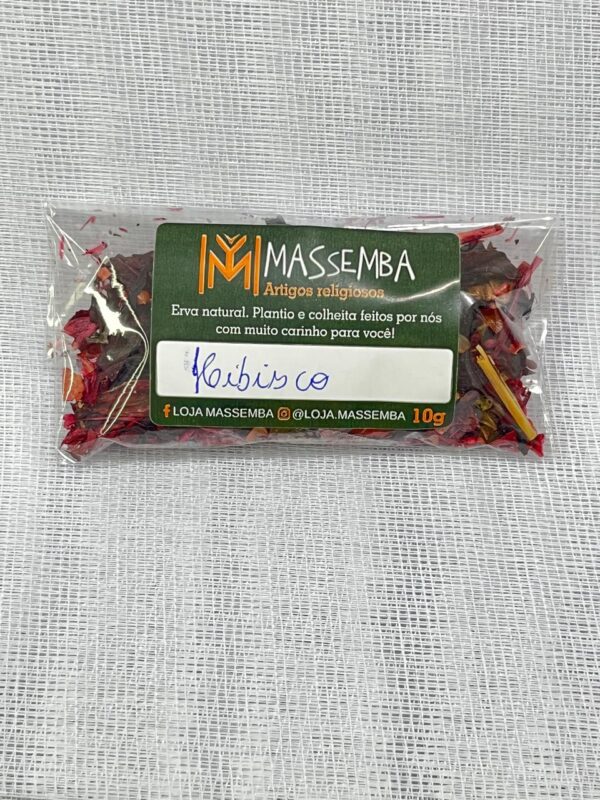 MASSEMBA
Artigos religiosos
Erva natural. Plantio e colheita feitos por nós
com muito carinho para você!
Hibisco
LOJA MASSEMBA @LOJA.MASSEMBA 10g